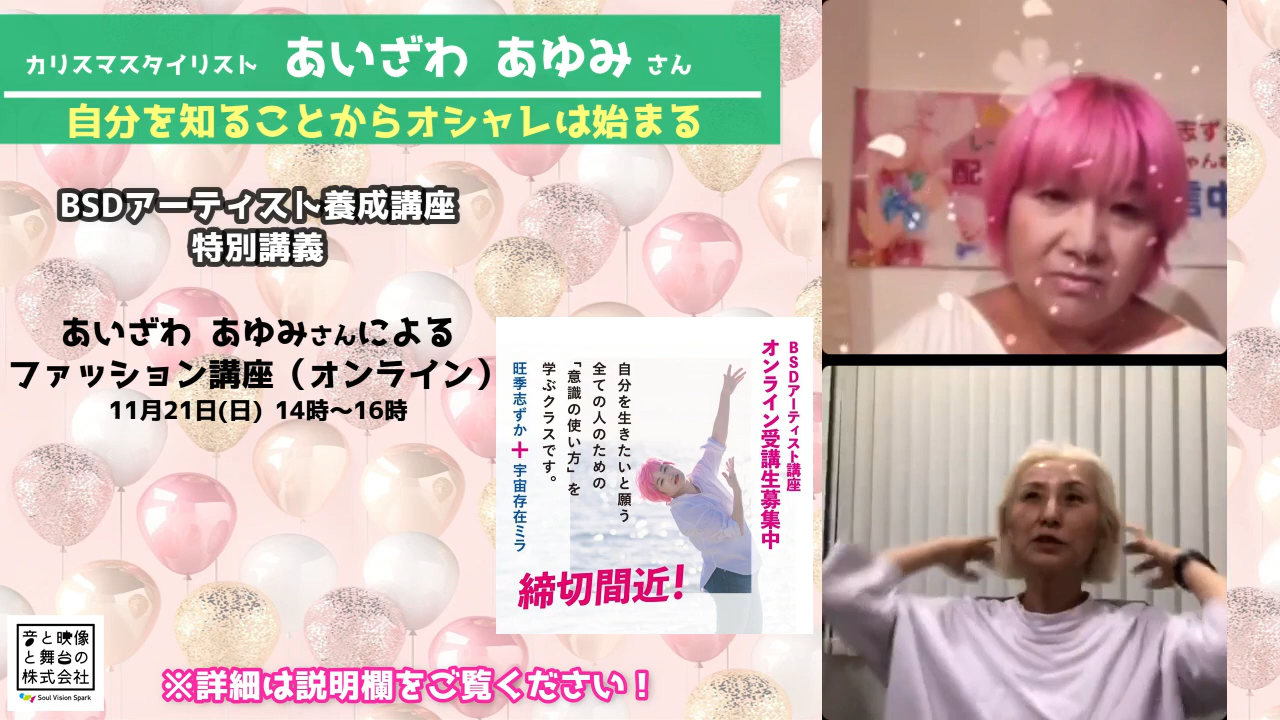 カリスマスタイリスト あいざわ あゆみ さん
自分を知ることからオシャレは始まる
BSDアーティスト養成講座
特別講義
あいざわ あゆみさんによる
ファッション講座（オンライン）
11月21日(日) 14時～16時
BSDアーティスト講座
オンライン受講生募集中
自分を生きたいと願う
全ての人のための
「意識の使い方」を
学ぶクラスです。
旺季志ずか＋宇宙存在ミラ
締切間近！
音と映像
と舞台の
株式会社
Soul Vision Spark
※詳細は説明欄をご覧ください！
志ず
配
信中